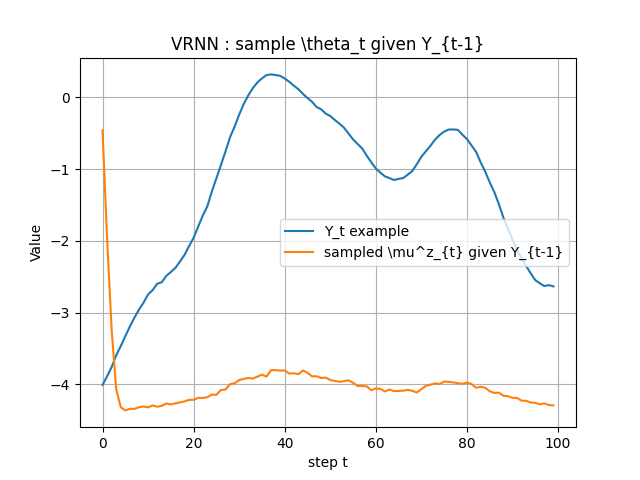 VRNN : sample \theta_t given Y_{t-1}
Value
0
−1
−2
−3
−4
Y_t example
sampled \mu^z_{t} given Y_{t-1}
0
20
40
60
80
100
step t